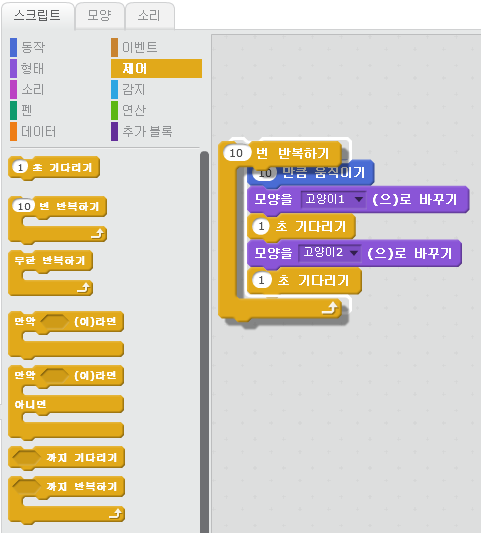 스크립트 모양 소리
동작 이벤트
형태 제어
소리 감지
펜 연산
데이터 추가 블록
1 초 기다리기
10 번 반복하기
무한 반복하기
만약 (이)라면
만약 (이)라면
아니면
까지 기다리기
까지 반복하기
10 번 반복하기
10 만큼 움직이기
모양을 고양이1 (으)로 바꾸기
1 초 기다리기
모양을 고양이2 (으)로 바꾸기
1 초 기다리기